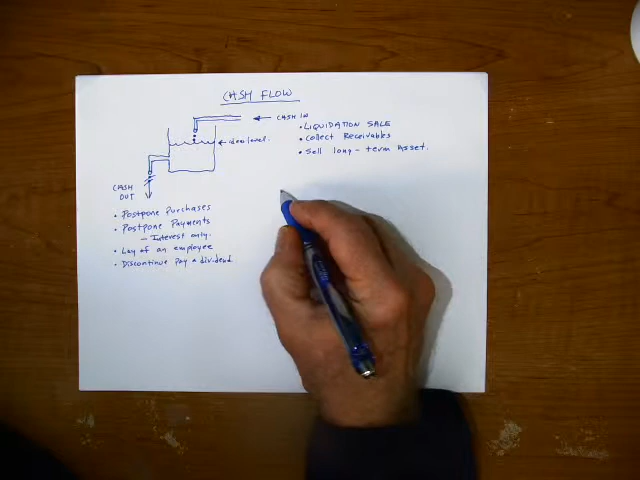 CASH FLOW
← CASH IN
← ideal level.
CASH
OUT
• LIQUIDATION SALE
• Collect Receivables
• Sell long-term Asset.
• Postpone Purchases
• Postpone Payments
– Interest only.
• Lay of an employee
• Discontinue pay a dividend